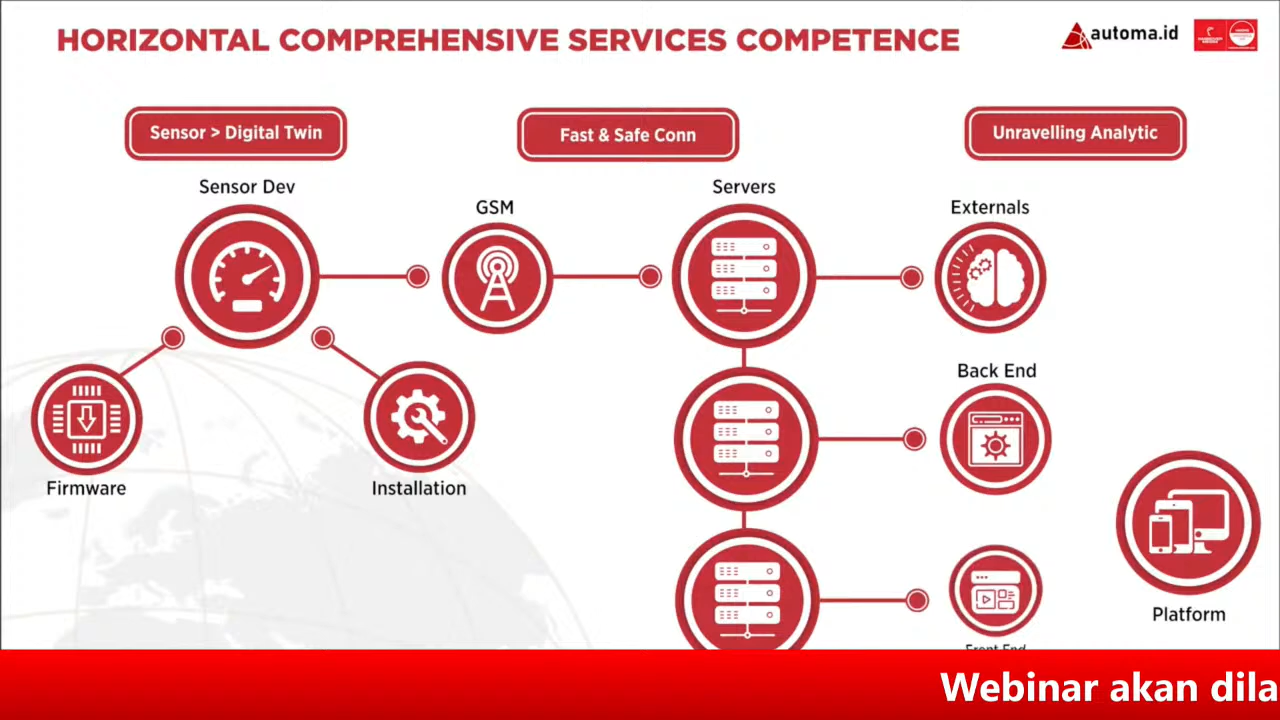 HORIZONTAL COMPREHENSIVE SERVICES COMPETENCE
automa.id
Sensor > Digital Twin
Fast & Safe Conn
Unravelling Analytic
Sensor Dev
GSM
Servers
Externals
Firmware
Installation
Back End
Platform
Front End
Webinar akan dila